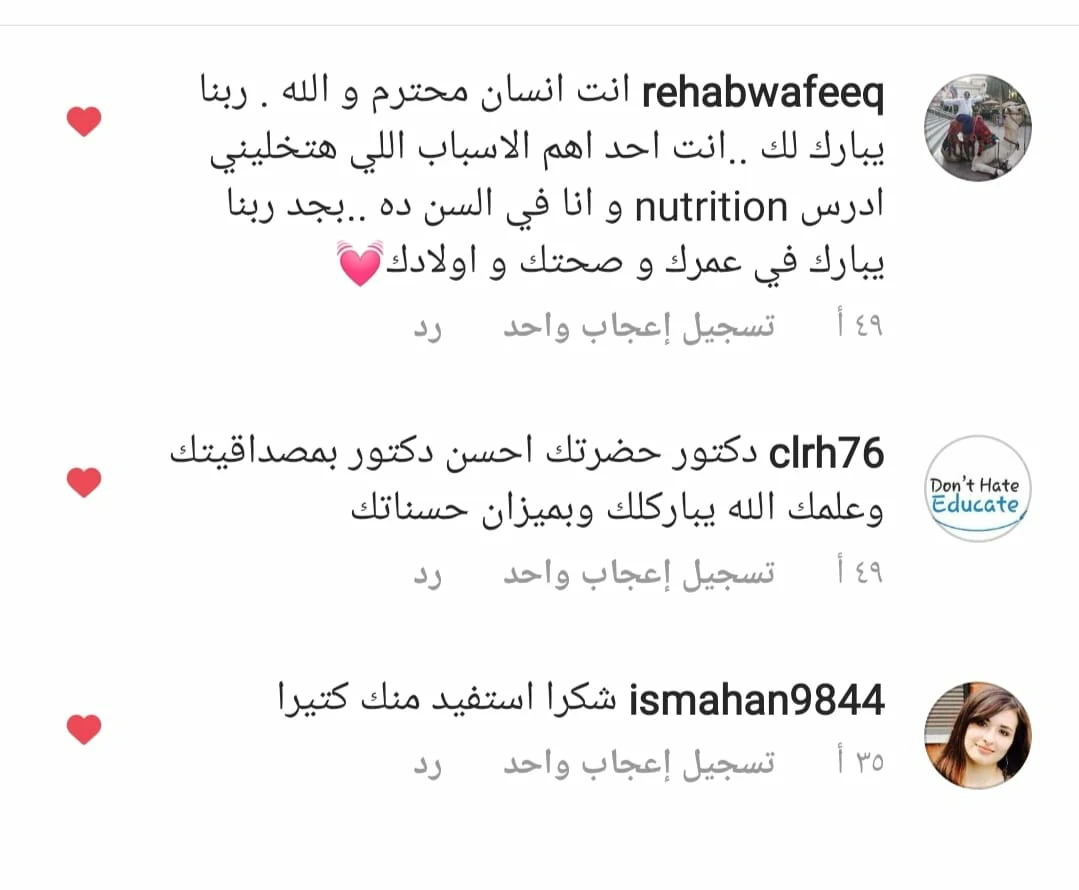 rehabwafeeq انت انسان محترم و الله . ربنا
يبارك لك ..انت احد اهم الاسباب اللي هتخليني
ادرس nutrition و انا في السن ده ..بجد ربنا
يبارك في عمرك و صحتك و اولادك💓
٤٩ أ تسجيل إعجاب واحد رد
clrh76 دكتور حضرتك احسن دكتور بمصداقيتك
وعلمك الله يباركلك وبميزان حسناتك
Don't Hate
Educate
٤٩ أ تسجيل إعجاب واحد رد
ismahan9844 شكرا استفيد منك كتيرا
٣٥ أ تسجيل إعجاب واحد رد